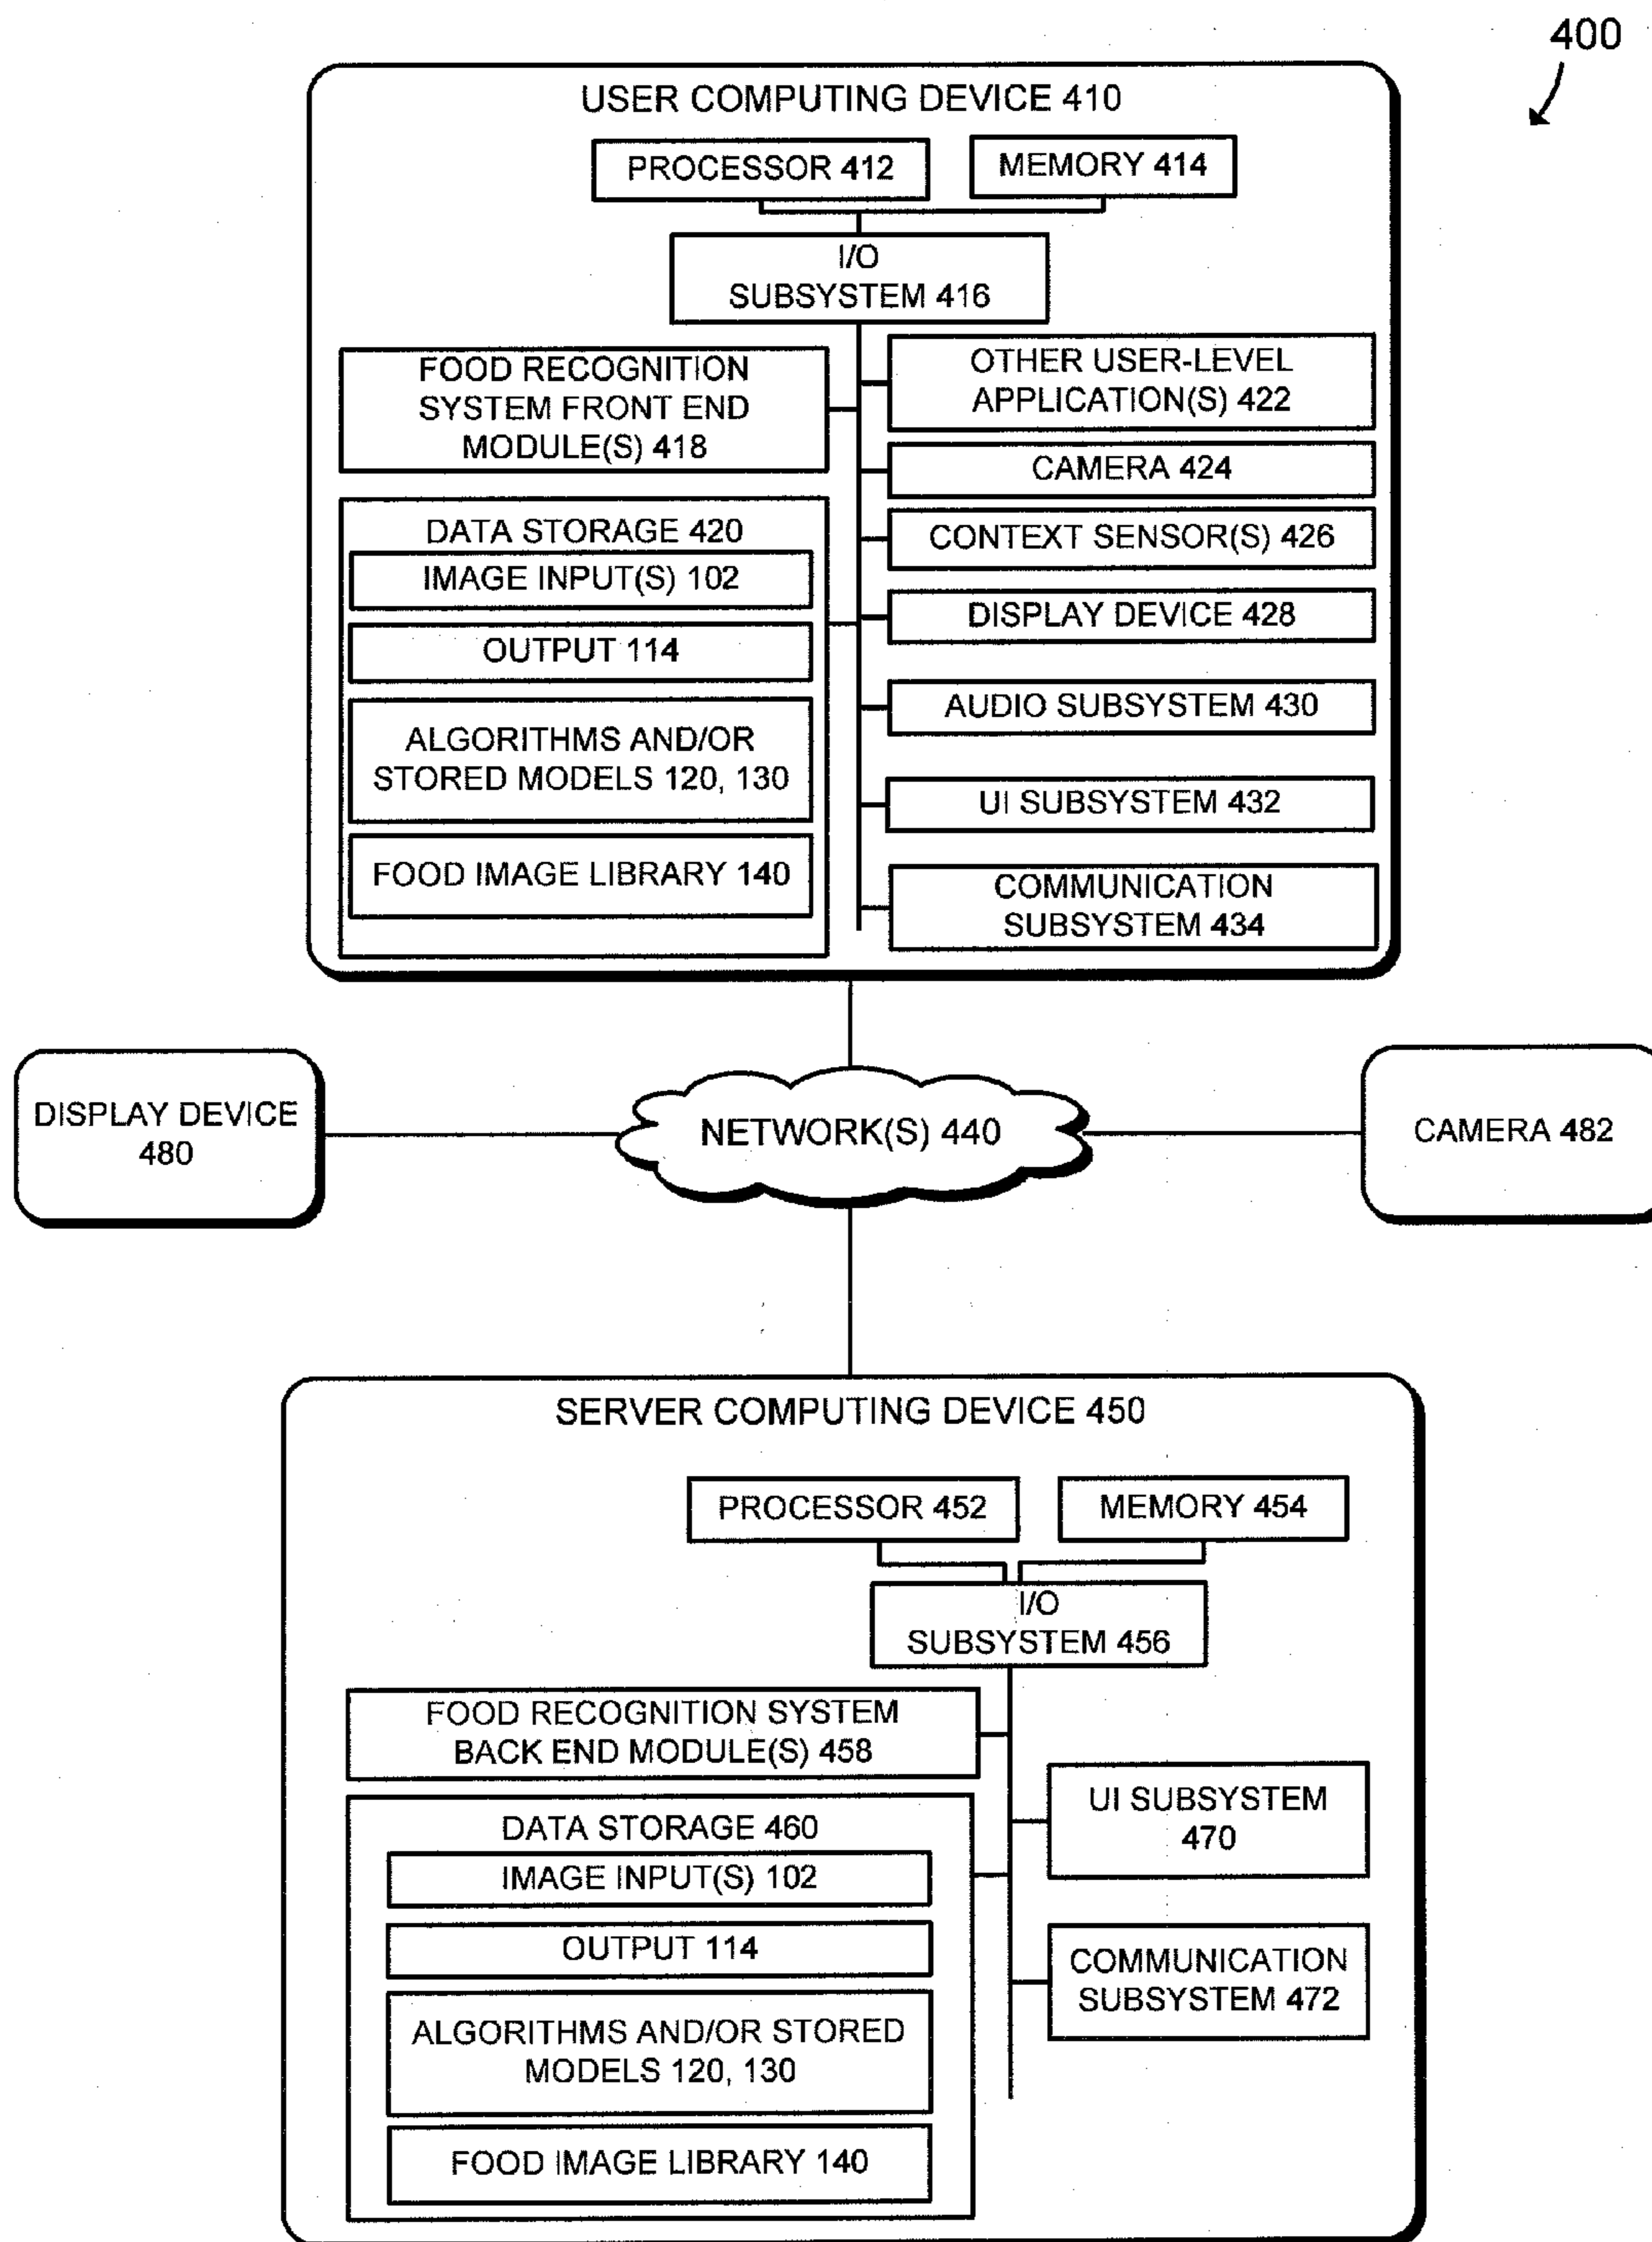 400
USER COMPUTING DEVICE 410
PROCESSOR 412
MEMORY 414
I/O
SUBSYSTEM 416
FOOD RECOGNITION
SYSTEM FRONT END
MODULE(S) 418
DATA STORAGE 420
IMAGE INPUT(S) 102
OUTPUT 114
ALGORITHMS AND/OR
STORED MODELS 120, 130
FOOD IMAGE LIBRARY 140
OTHER USER-LEVEL
APPLICATION(S) 422
CAMERA 424
CONTEXT SENSOR(S) 426
DISPLAY DEVICE 428
AUDIO SUBSYSTEM 430
UI SUBSYSTEM 432
COMMUNICATION
SUBSYSTEM 434
DISPLAY DEVICE
480
NETWORK(S) 440
CAMERA 482
SERVER COMPUTING DEVICE 450
PROCESSOR 452
MEMORY 454
I/O
SUBSYSTEM 456
FOOD RECOGNITION SYSTEM
BACK END MODULE(S) 458
DATA STORAGE 460
IMAGE INPUT(S) 102
OUTPUT 114
ALGORITHMS AND/OR STORED
MODELS 120, 130
FOOD IMAGE LIBRARY 140
UI SUBSYSTEM
470
COMMUNICATION
SUBSYSTEM 472